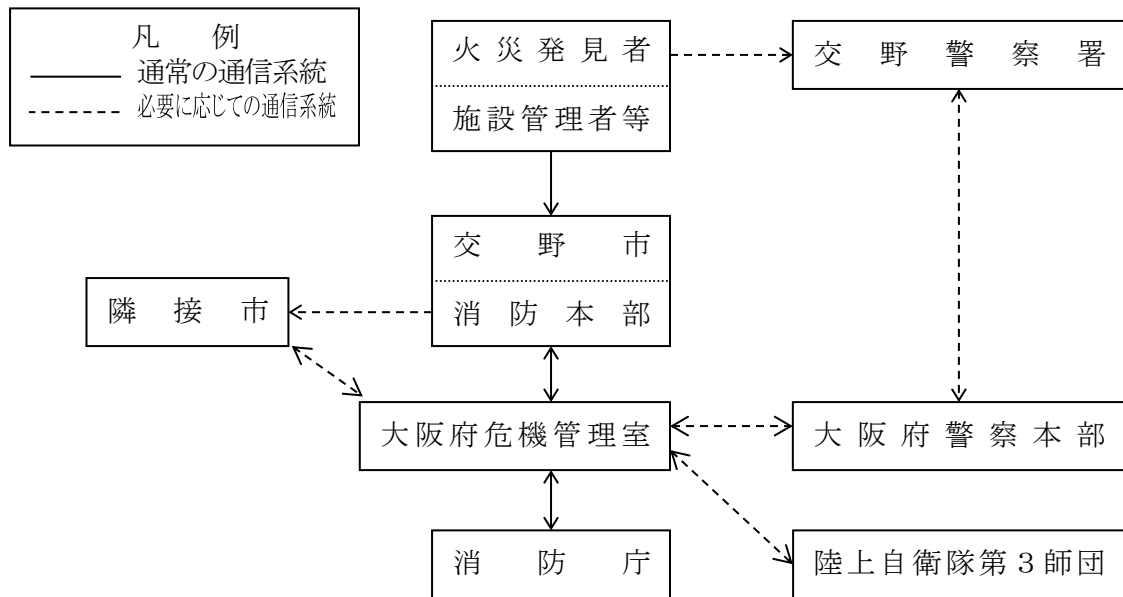 凡　例
通常の通信系統
必要に応じての通信系統
火災発見者
施設管理者等
交野警察署
交野市
消防本部
隣接市
大阪府危機管理室
大阪府警察本部
消防庁
陸上自衛隊第３師団